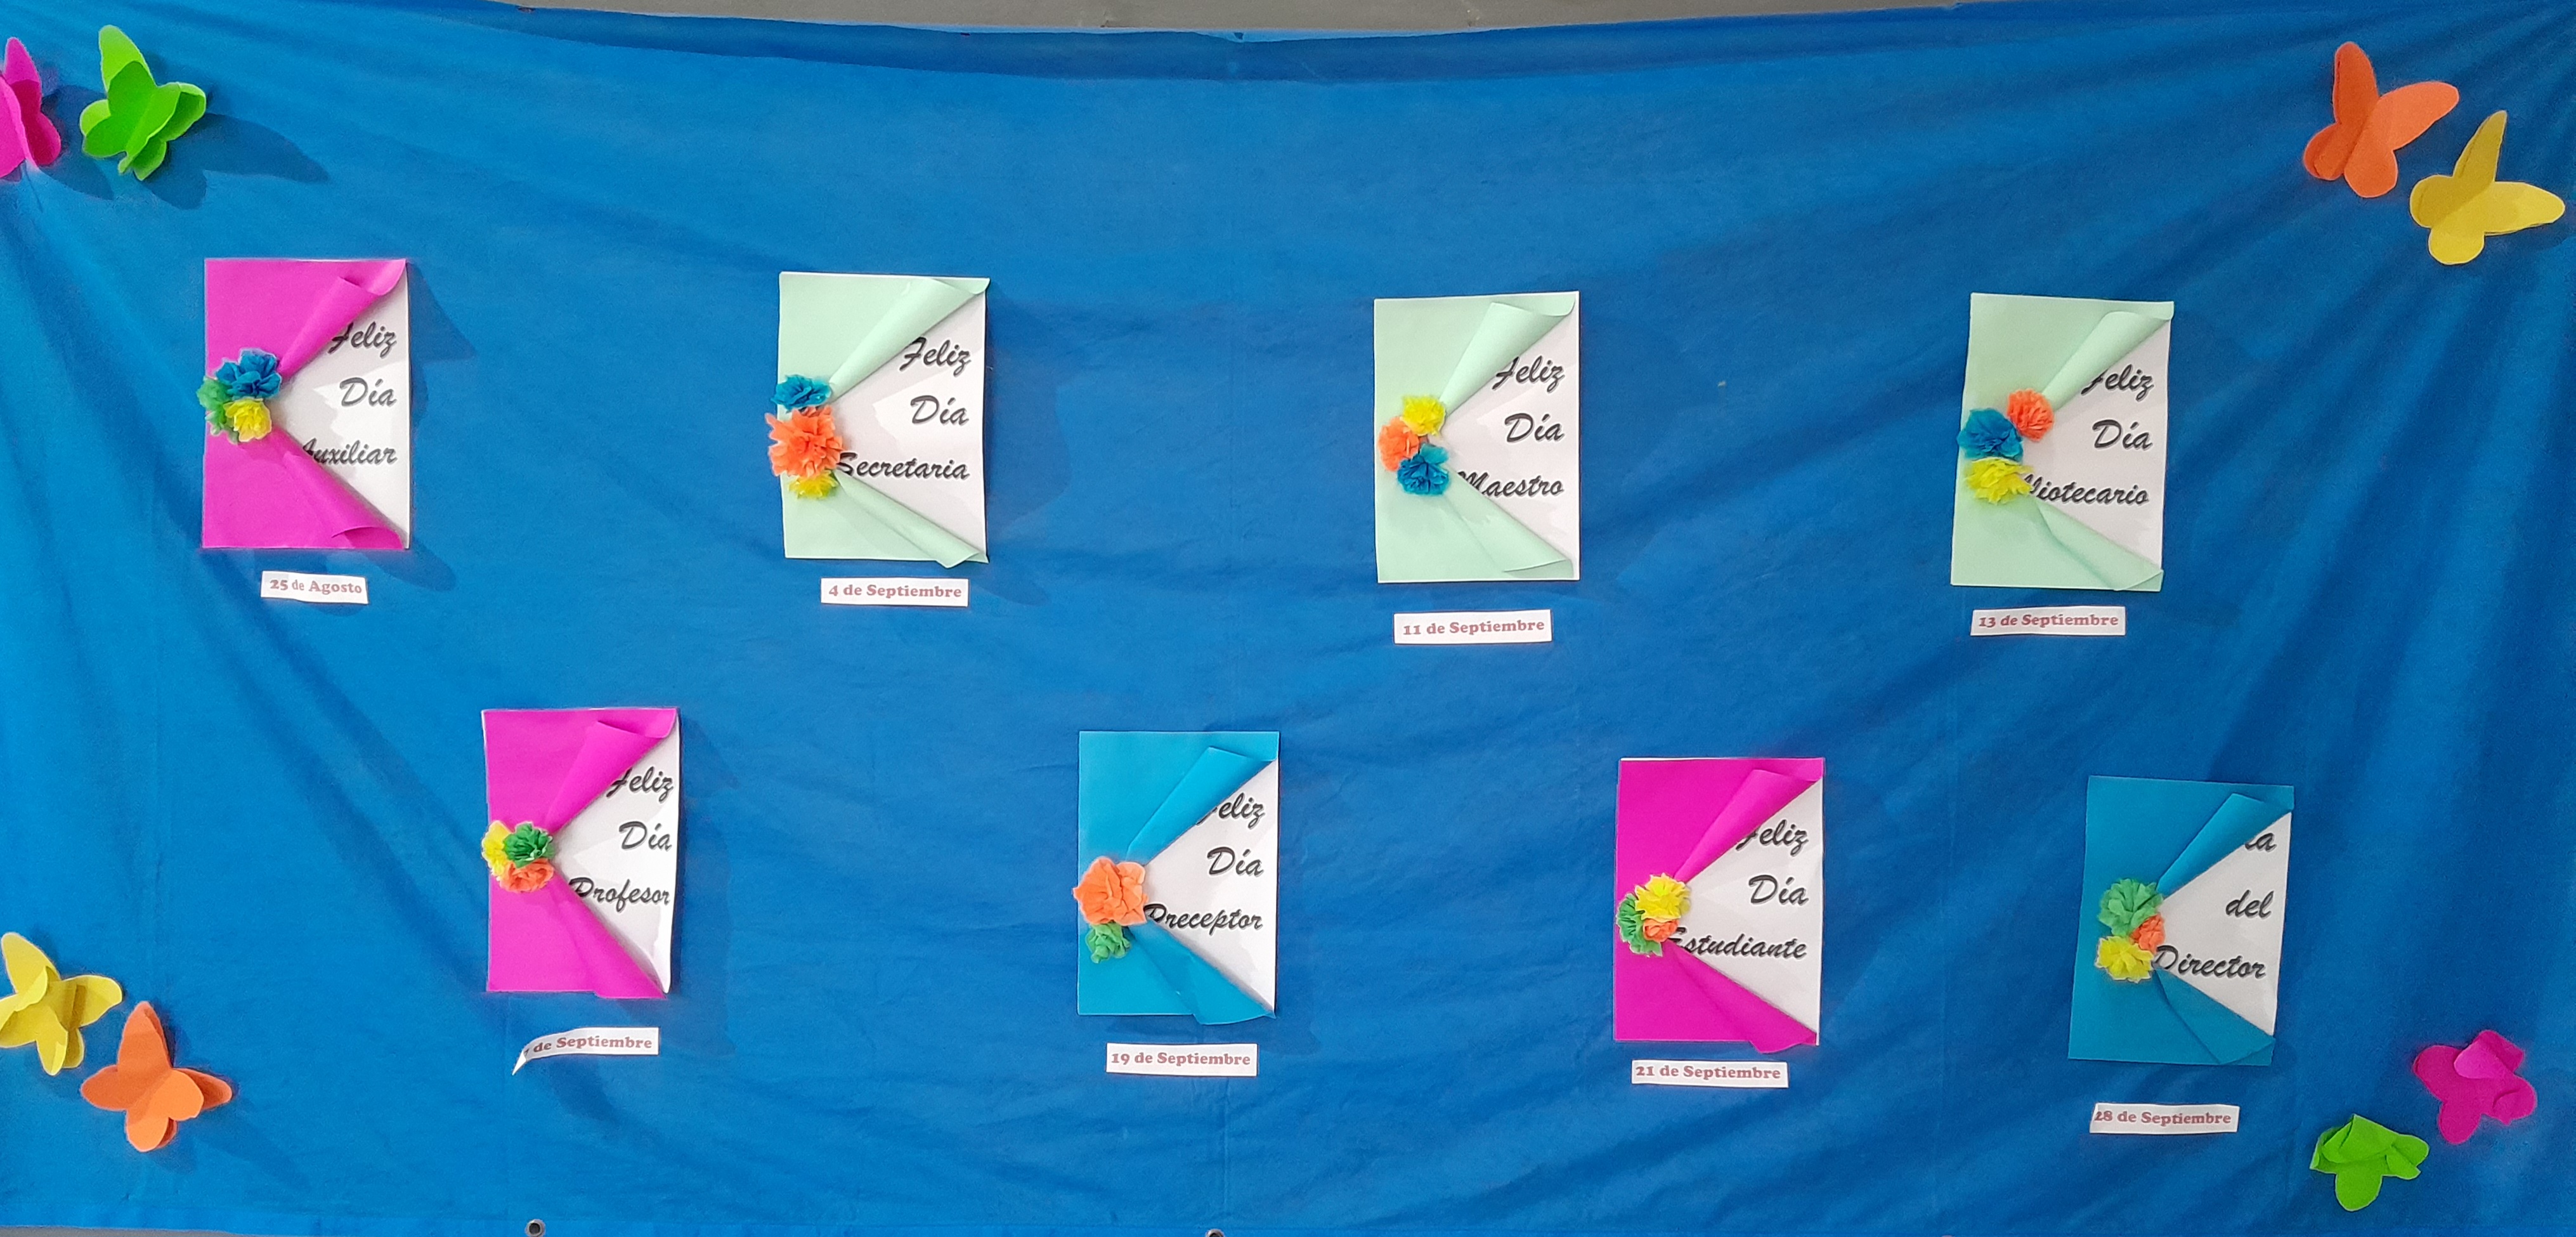 Feliz
Día
Auxiliar
25 de Agosto
Feliz
Día
Secretaria
4 de Septiembre
Feliz
Día
Maestro
11 de Septiembre
Feliz
Día
liotecario
13 de Septiembre
Feliz
Día
Profesor
de Septiembre
Feliz
Día
Preceptor
19 de Septiembre
Feliz
Día
Estudiante
21 de Septiembre
ía
del
Director
28 de Septiembre